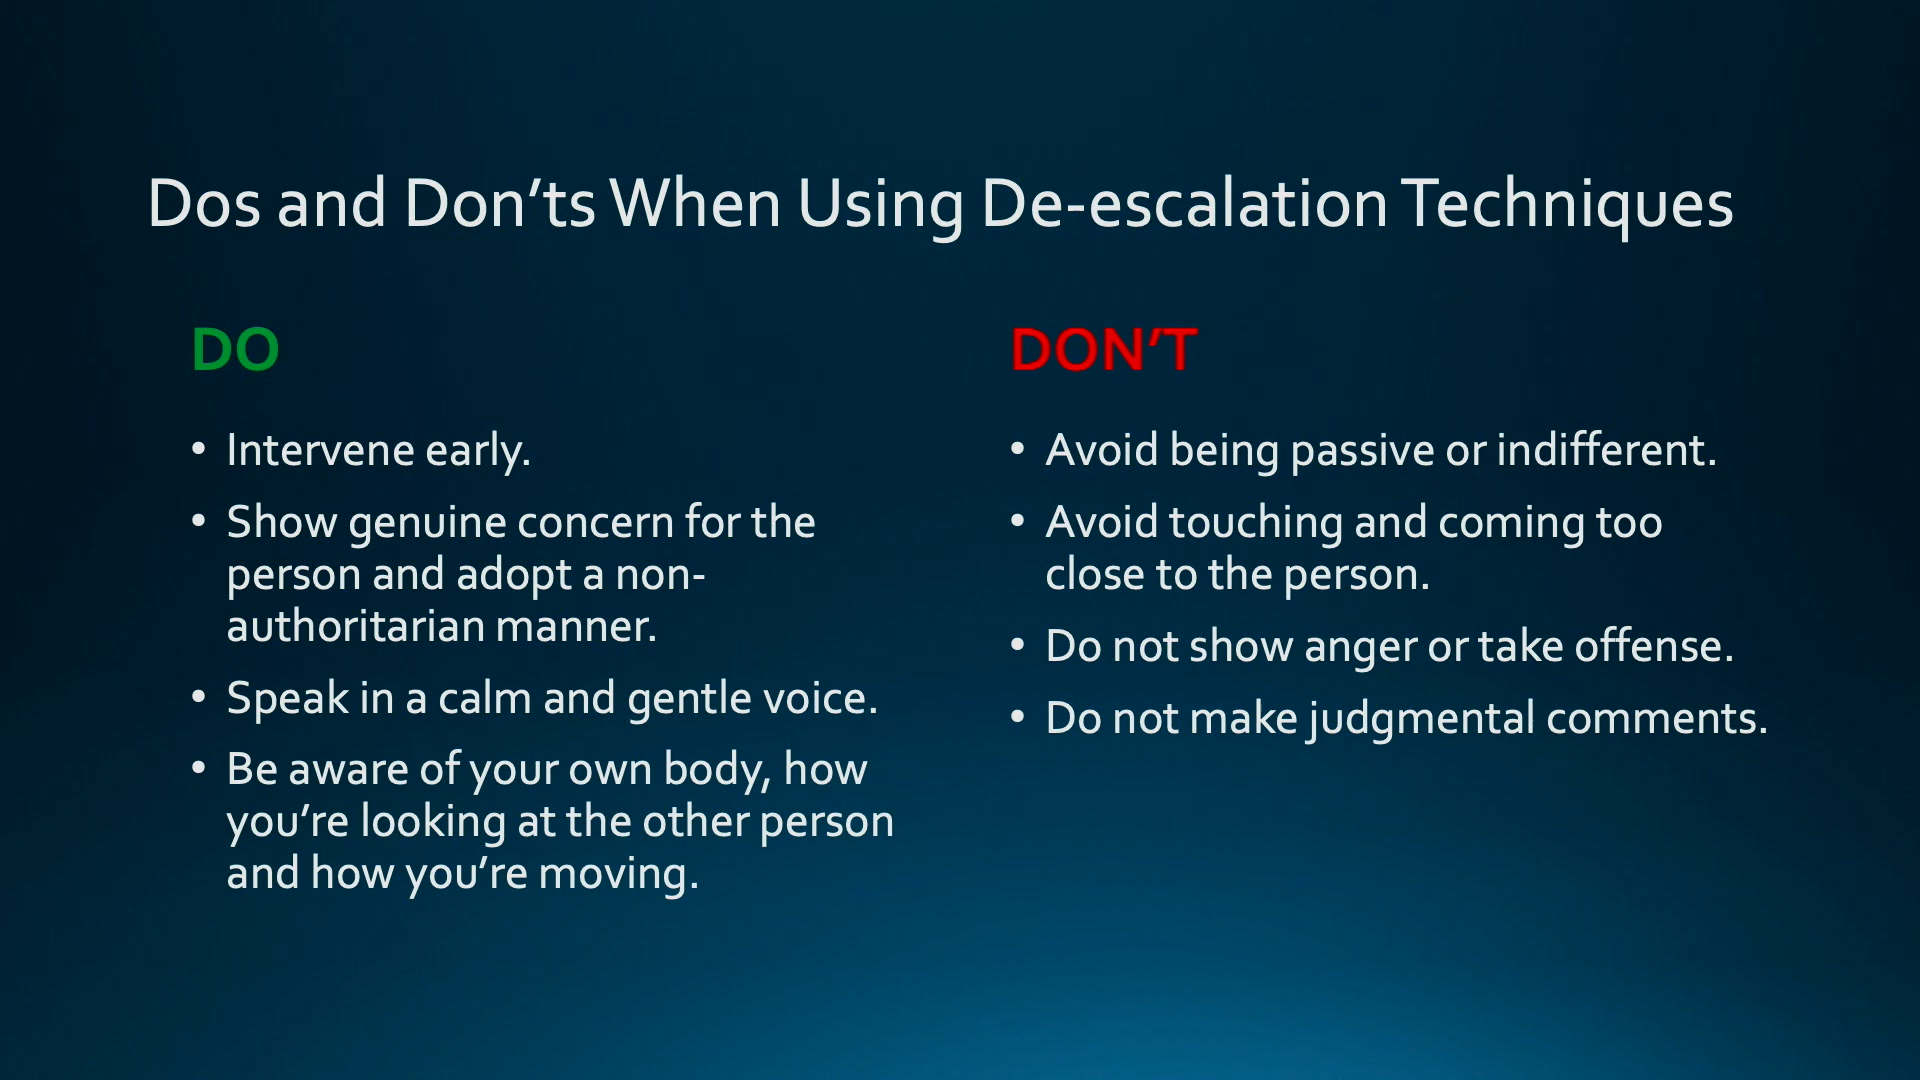 Dos and Don’ts When Using De-escalation Techniques
DO
• Intervene early.
• Show genuine concern for the
person and adopt a non-
authoritarian manner.
• Speak in a calm and gentle voice.
• Be aware of your own body, how
you’re looking at the other person
and how you’re moving.
DON’T
• Avoid being passive or indifferent.
• Avoid touching and coming too
close to the person.
• Do not show anger or take offense.
• Do not make judgmental comments.